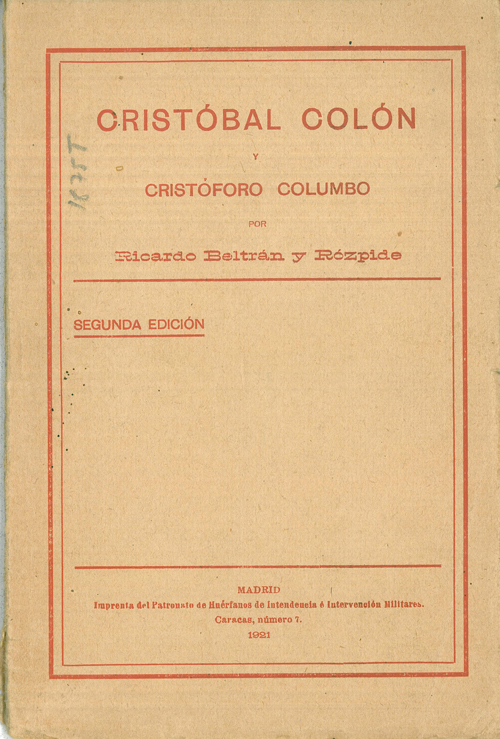 CRISTÓBAL COLÓN
Y
CRISTÓFORO COLUMBO
POR
Ricardo Beltrán y Rózpide
SEGUNDA EDICIÓN
MADRID
Imprenta del Patronato de Huérfanos de Intendencia é Intervención Militares.
Caracas, número 7.
1921